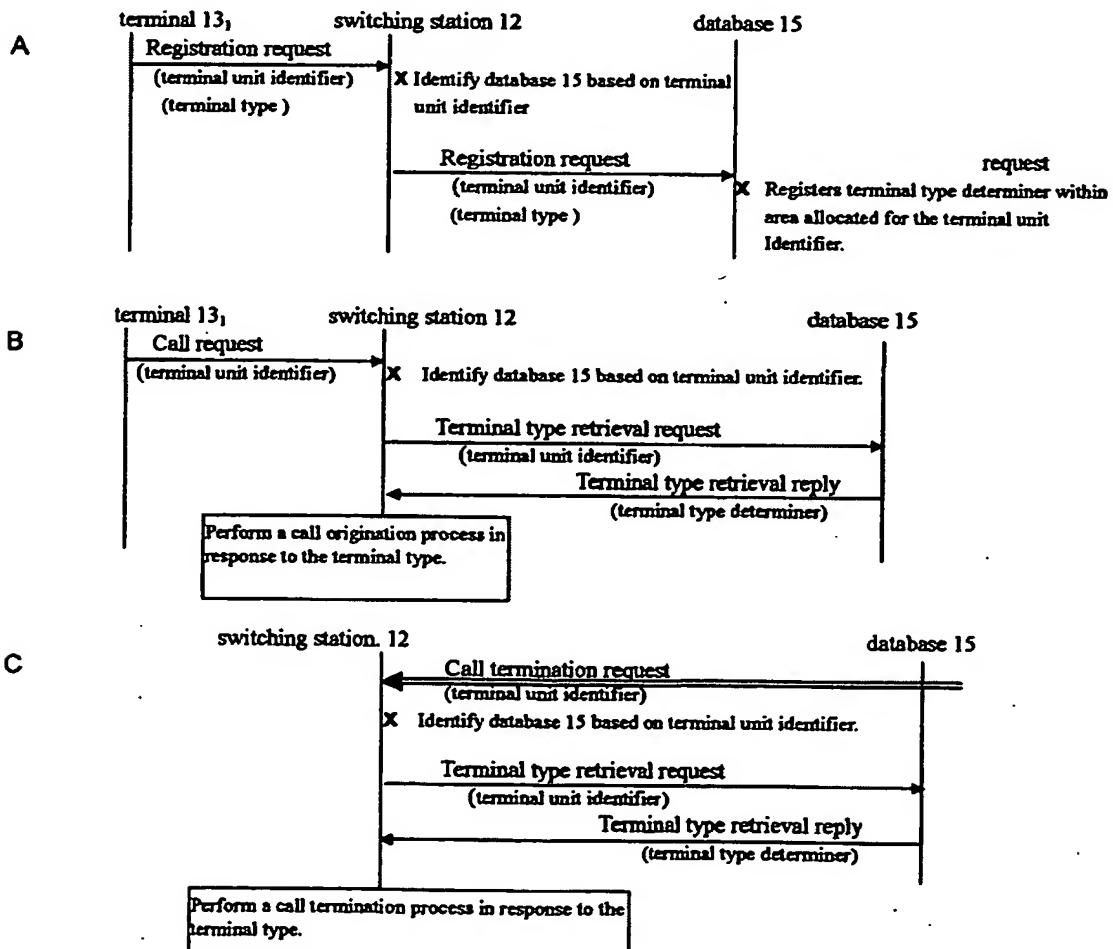 terminal 13₁ switching station 12 database 15
A
Registration request
(terminal unit identifier)
(terminal type )
X Identify database 15 based on terminal
unit identifier
Registration request
(terminal unit identifier)
(terminal type )
request
X Registers terminal type determiner within
area allocated for the terminal unit
Identifier.
terminal 13₁ switching station 12 database 15
B
Call request
(terminal unit identifier)
X Identify database 15 based on terminal unit identifier.
Terminal type retrieval request
(terminal unit identifier)
Terminal type retrieval reply
(terminal type determiner)
Perform a call origination process in
response to the terminal type.
switching station. 12 database 15
C
Call termination request
(terminal unit identifier)
X Identify database 15 based on terminal unit identifier.
Terminal type retrieval request
(terminal unit identifier)
Terminal type retrieval reply
(terminal type determiner)
Perform a call termination process in response to the
terminal type.